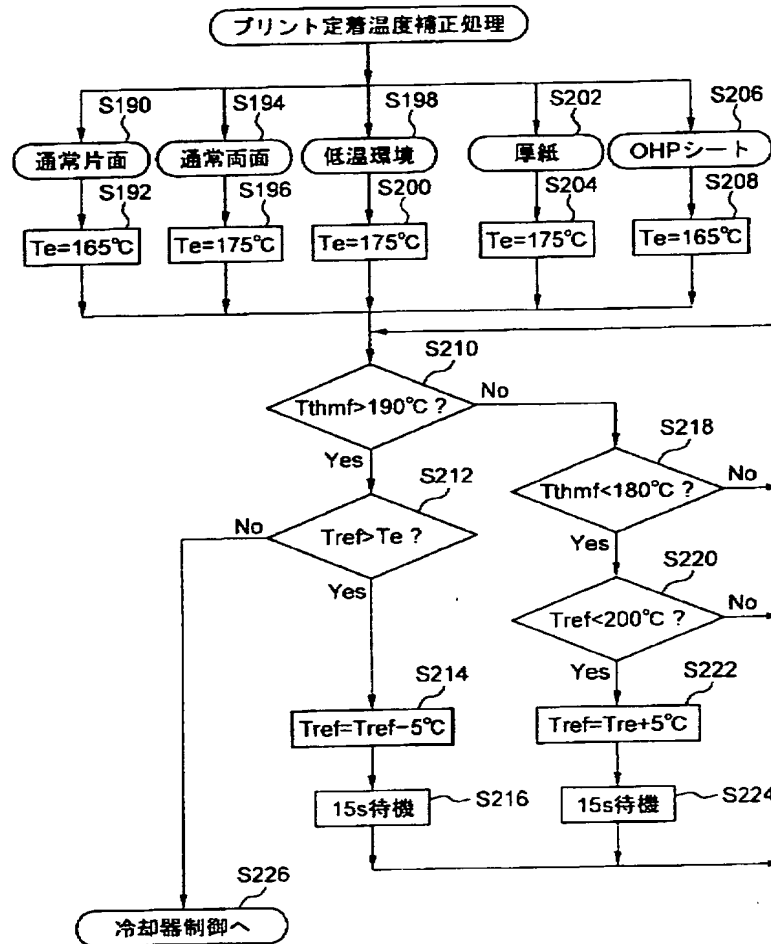 プリント定着温度補正処理
S190
S194
S198
S202
S206
通常片面
通常両面
低温環境
厚紙
OHPシート
S192
S196
S200
S204
S208
Te=165℃
Te=175℃
Te=175℃
Te=175℃
Te=165℃
S210
Tthmf>190℃?
No
Yes
S218
Tthmf<180℃?
No
Yes
S212
Tref>Te?
No
Yes
S220
Tref<200℃?
No
Yes
S214
Tref=Tref−5℃
S222
Tref=Tre+5℃
15s待機
S216
15s待機
S224
S226
冷却器制御へ